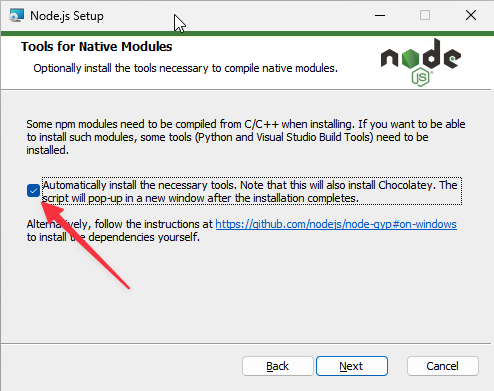 Node.js Setup
Tools for Native Modules
Optionally install the tools necessary to compile native modules.
node
JS
Some npm modules need to be compiled from C/C++ when installing. If you want to be able
to install such modules, some tools (Python and Visual Studio Build Tools) need to be
installed.
Automatically install the necessary tools. Note that this will also install Chocolatey. The
script will pop-up in a new window after the installation completes.
Alternatively, follow the instructions at https://github.com/nodejs/node-gyp#on-windows
to install the dependencies yourself.
Back Next Cancel